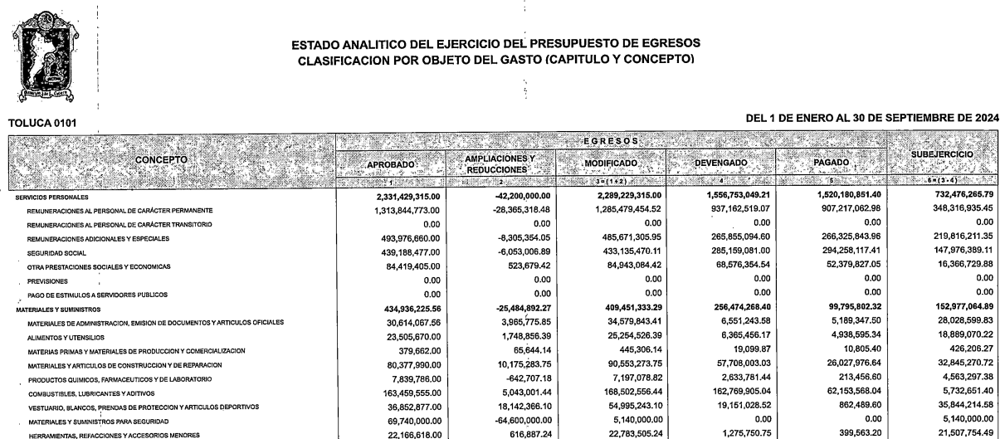 ESTADO ANALITICO DEL EJERCICIO DEL PRESUPUESTO DE EGRESOS
CLASIFICACION POR OBJETO DEL GASTO (CAPITULO Y CONCEPTO)
TOLUCA 0101 DEL 1 DE ENERO AL 30 DE SEPTIEMBRE DE 2024
EGRESOS
CONCEPTO APROBADO AMPLIACIONES Y REDUCCIONES MODIFICADO DEVENGADO PAGADO SUBEJERCICIO
1 2 3=(1+2) 4 5 6=(3-4)
SERVICIOS PERSONALES 2,331,429,315.00 -42,200,000.00 2,289,229,315.00 1,556,753,049.21 1,520,180,851.40 732,476,265.79
REMUNERACIONES AL PERSONAL DE CARÁCTER PERMANENTE 1,313,844,773.00 -28,365,318.48 1,285,479,454.52 937,162,519.07 907,217,062.98 348,316,935.45
REMUNERACIONES AL PERSONAL DE CARÁCTER TRANSITORIO 0.00 0.00 0.00 0.00 0.00 0.00
REMUNERACIONES ADICIONALES Y ESPECIALES 493,976,660.00 -8,305,354.05 485,671,305.95 265,855,094.60 266,325,843.96 219,816,211.35
SEGURIDAD SOCIAL 439,188,477.00 -6,053,006.89 433,135,470.11 285,159,081.00 294,258,117.41 147,976,389.11
OTRA PRESTACIONES SOCIALES Y ECONOMICAS 84,419,405.00 523,679.42 84,943,084.42 68,576,354.54 52,379,827.05 16,366,729.88
PREVISIONES 0.00 0.00 0.00 0.00 0.00 0.00
PAGO DE ESTIMULOS A SERVIDORES PUBLICOS 0.00 0.00 0.00 0.00 0.00 0.00
MATERIALES Y SUMINISTROS 434,936,225.56 -25,484,892.27 409,451,333.29 256,474,268.40 99,795,802.32 152,977,064.89
MATERIALES DE ADMINISTRACION, EMISION DE DOCUMENTOS Y ARTICULOS OFICIALES 30,614,067.56 3,965,775.85 34,579,843.41 6,551,243.58 5,189,347.50 28,028,599.83
ALIMENTOS Y UTENSILIOS 23,505,670.00 1,748,856.39 25,254,526.39 6,365,456.17 4,938,595.34 18,889,070.22
MATERIAS PRIMAS Y MATERIALES DE PRODUCCION Y COMERCIALIZACION 379,662.00 65,644.14 445,306.14 19,099.87 10,805.40 426,206.27
MATERIALES Y ARTICULOS DE CONSTRUCCION Y DE REPARACION 80,377,990.00 10,175,283.75 90,553,273.75 57,708,003.03 26,027,976.64 32,845,270.72
PRODUCTOS QUIMICOS, FARMACEUTICOS Y DE LABORATORIO 7,839,786.00 -642,707.18 7,197,078.82 2,633,781.44 213,456.60 4,563,297.38
COMBUSTIBLES, LUBRICANTES Y ADITIVOS 163,459,555.00 5,043,001.44 168,502,556.44 162,769,905.04 62,153,568.04 5,732,651.40
VESTUARIO, BLANCOS, PRENDAS DE PROTECCION Y ARTICULOS DEPORTIVOS 36,852,877.00 18,142,366.10 54,995,243.10 19,151,028.52 862,489.60 35,844,214.58
MATERIALES Y SUMINISTROS PARA SEGURIDAD 69,740,000.00 -64,600,000.00 5,140,000.00 0.00 0.00 5,140,000.00
HERRAMIENTAS, REFACCIONES Y ACCESORIOS MENORES 22,166,618.00 616,887.24 22,783,505.24 1,275,750.75 399,563.20 21,507,754.49